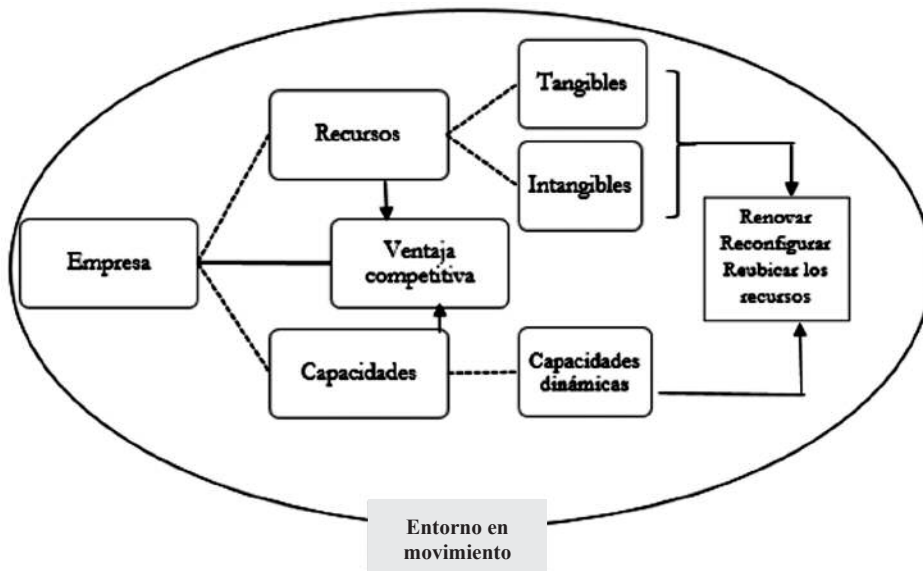 Tangibles
Recursos
Intangibles
Empresa
Ventaja
competitiva
Renovar
Reconfigurar
Reubicar los
recursos
Capacidades
Capacidades
dinámicas
Entorno en
movimiento